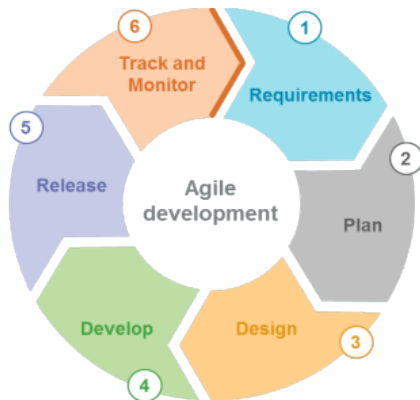 1
Requirements
2
Plan
3
Design
4
Develop
5
Release
6
Track and
Monitor
Agile
development